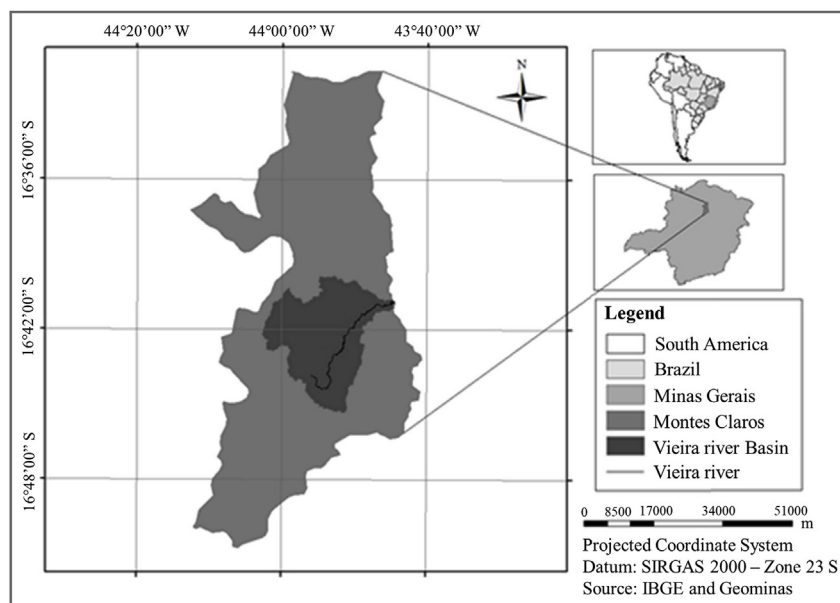 44°20'00” W 44°00'00” W 43°40'00” W
16°36'00” S
16°42'00” S
16°48'00” S
N
Legend
South America
Brazil
Minas Gerais
Montes Claros
Vieira river Basin
Vieira river
0 8500 17000 34000 51000
m
Projected Coordinate System
Datum: SIRGAS 2000 – Zone 23 S
Source: IBGE and Geominas